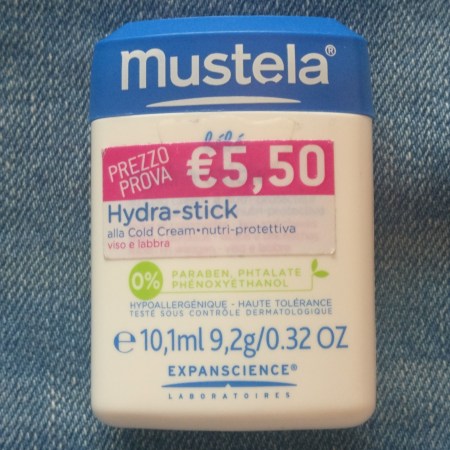 mustela®
bébé
PREZZO
PROVA
€5,50
Hydra-stick
alla Cold Cream•nutri-protettiva
viso e labbra
0% PARABEN, PHTALATE
PHÉNOXYÉTHANOL
HYPOALLERGÉNIQUE - HAUTE TOLÉRANCE
TESTÉ SOUS CONTRÔLE DERMATOLOGIQUE
e 10,1ml 9,2g/0.32 OZ
EXPANSCIENCE®
LABORATOIRES